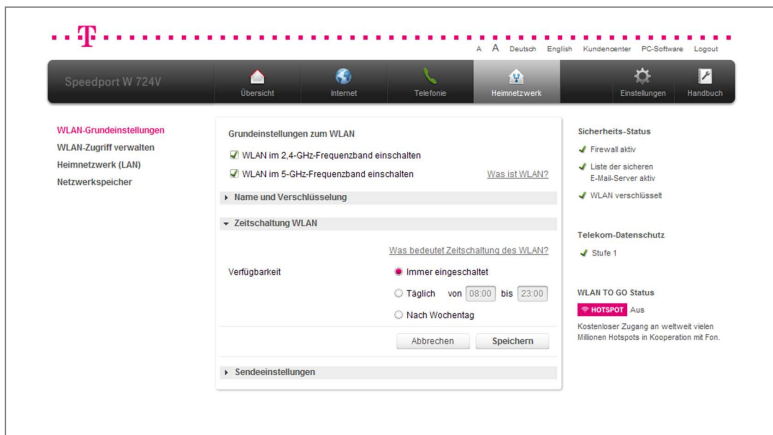 T
A A Deutsch English Kundencenter PC-Software Logout
Speedport W 724V
Übersicht Internet Telefonie Heimnetzwerk Einstellungen Handbuch
WLAN-Grundeinstellungen
WLAN-Zugriff verwalten
Heimnetzwerk (LAN)
Netzwerkspeicher
Grundeinstellungen zum WLAN
WLAN im 2,4-GHz-Frequenzband einschalten
WLAN im 5-GHz-Frequenzband einschalten Was ist WLAN?
Name und Verschlüsselung
Zeitschaltung WLAN
Was bedeutet Zeitschaltung des WLAN?
Verfügbarkeit Immer eingeschaltet
Täglich von 08:00 bis 23:00
Nach Wochentag
Abbrechen Speichern
Sendeeinstellungen
Sicherheits-Status
Firewall aktiv
Liste der sicheren
E-Mail-Server aktiv
WLAN verschlüsselt
Telekom-Datenschutz
Stufe 1
WLAN TO GO Status
HOTSPOT Aus
Kostenloser Zugang an weltweit vielen
Millionen Hotspots in Kooperation mit Fon.